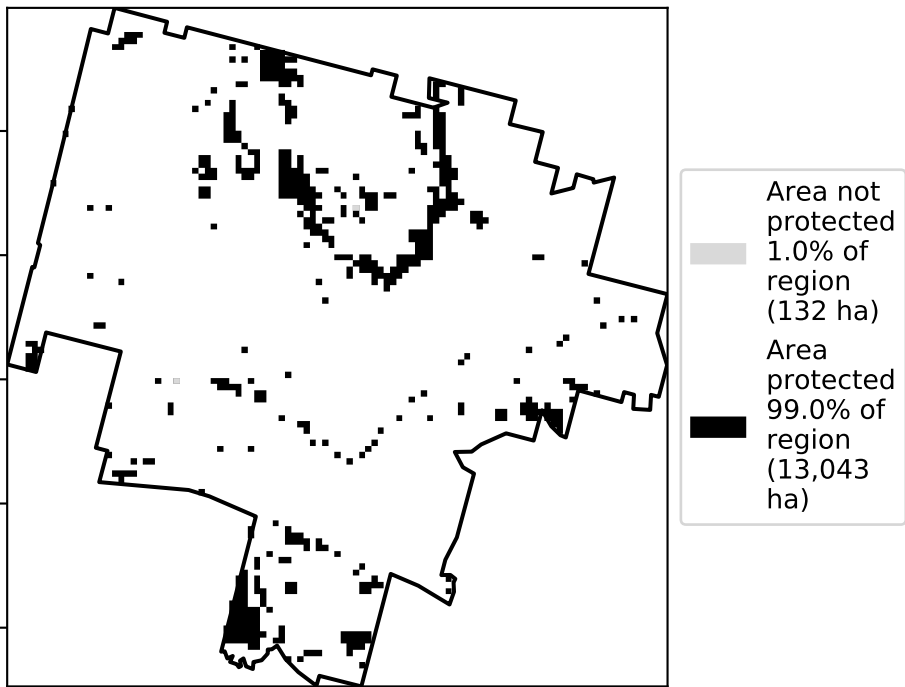 Area not
protected
1.0% of
region
(132 ha)
Area
protected
99.0% of
region
(13,043
ha)